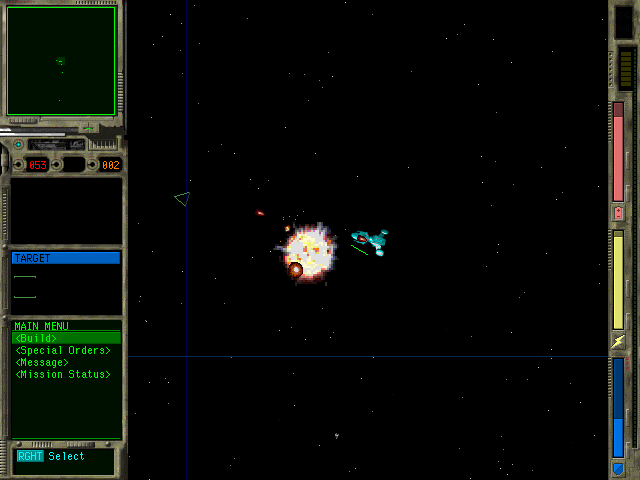 053 002
TARGET
MAIN MENU
<Build>
<Special Orders>
<Message>
<Mission Status>
RGHT Select